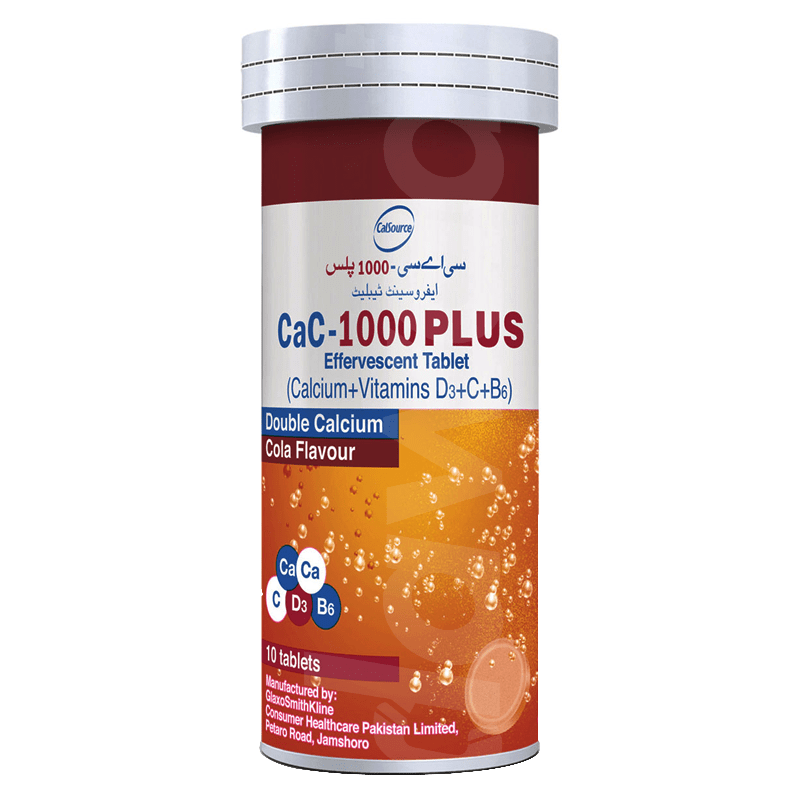 CalSource
سی اے سی-1000 پلس
ایفروسینٹ ٹیبلیٹ
CaC-1000 PLUS
Effervescent Tablet
(Calcium+Vitamins D3+C+B6)
Double Calcium
Cola Flavour
Ca Ca
C D3 B6
10 tablets
Manufactured by:
GlaxoSmithKline
Consumer Healthcare Pakistan Limited,
Petaro Road, Jamshoro